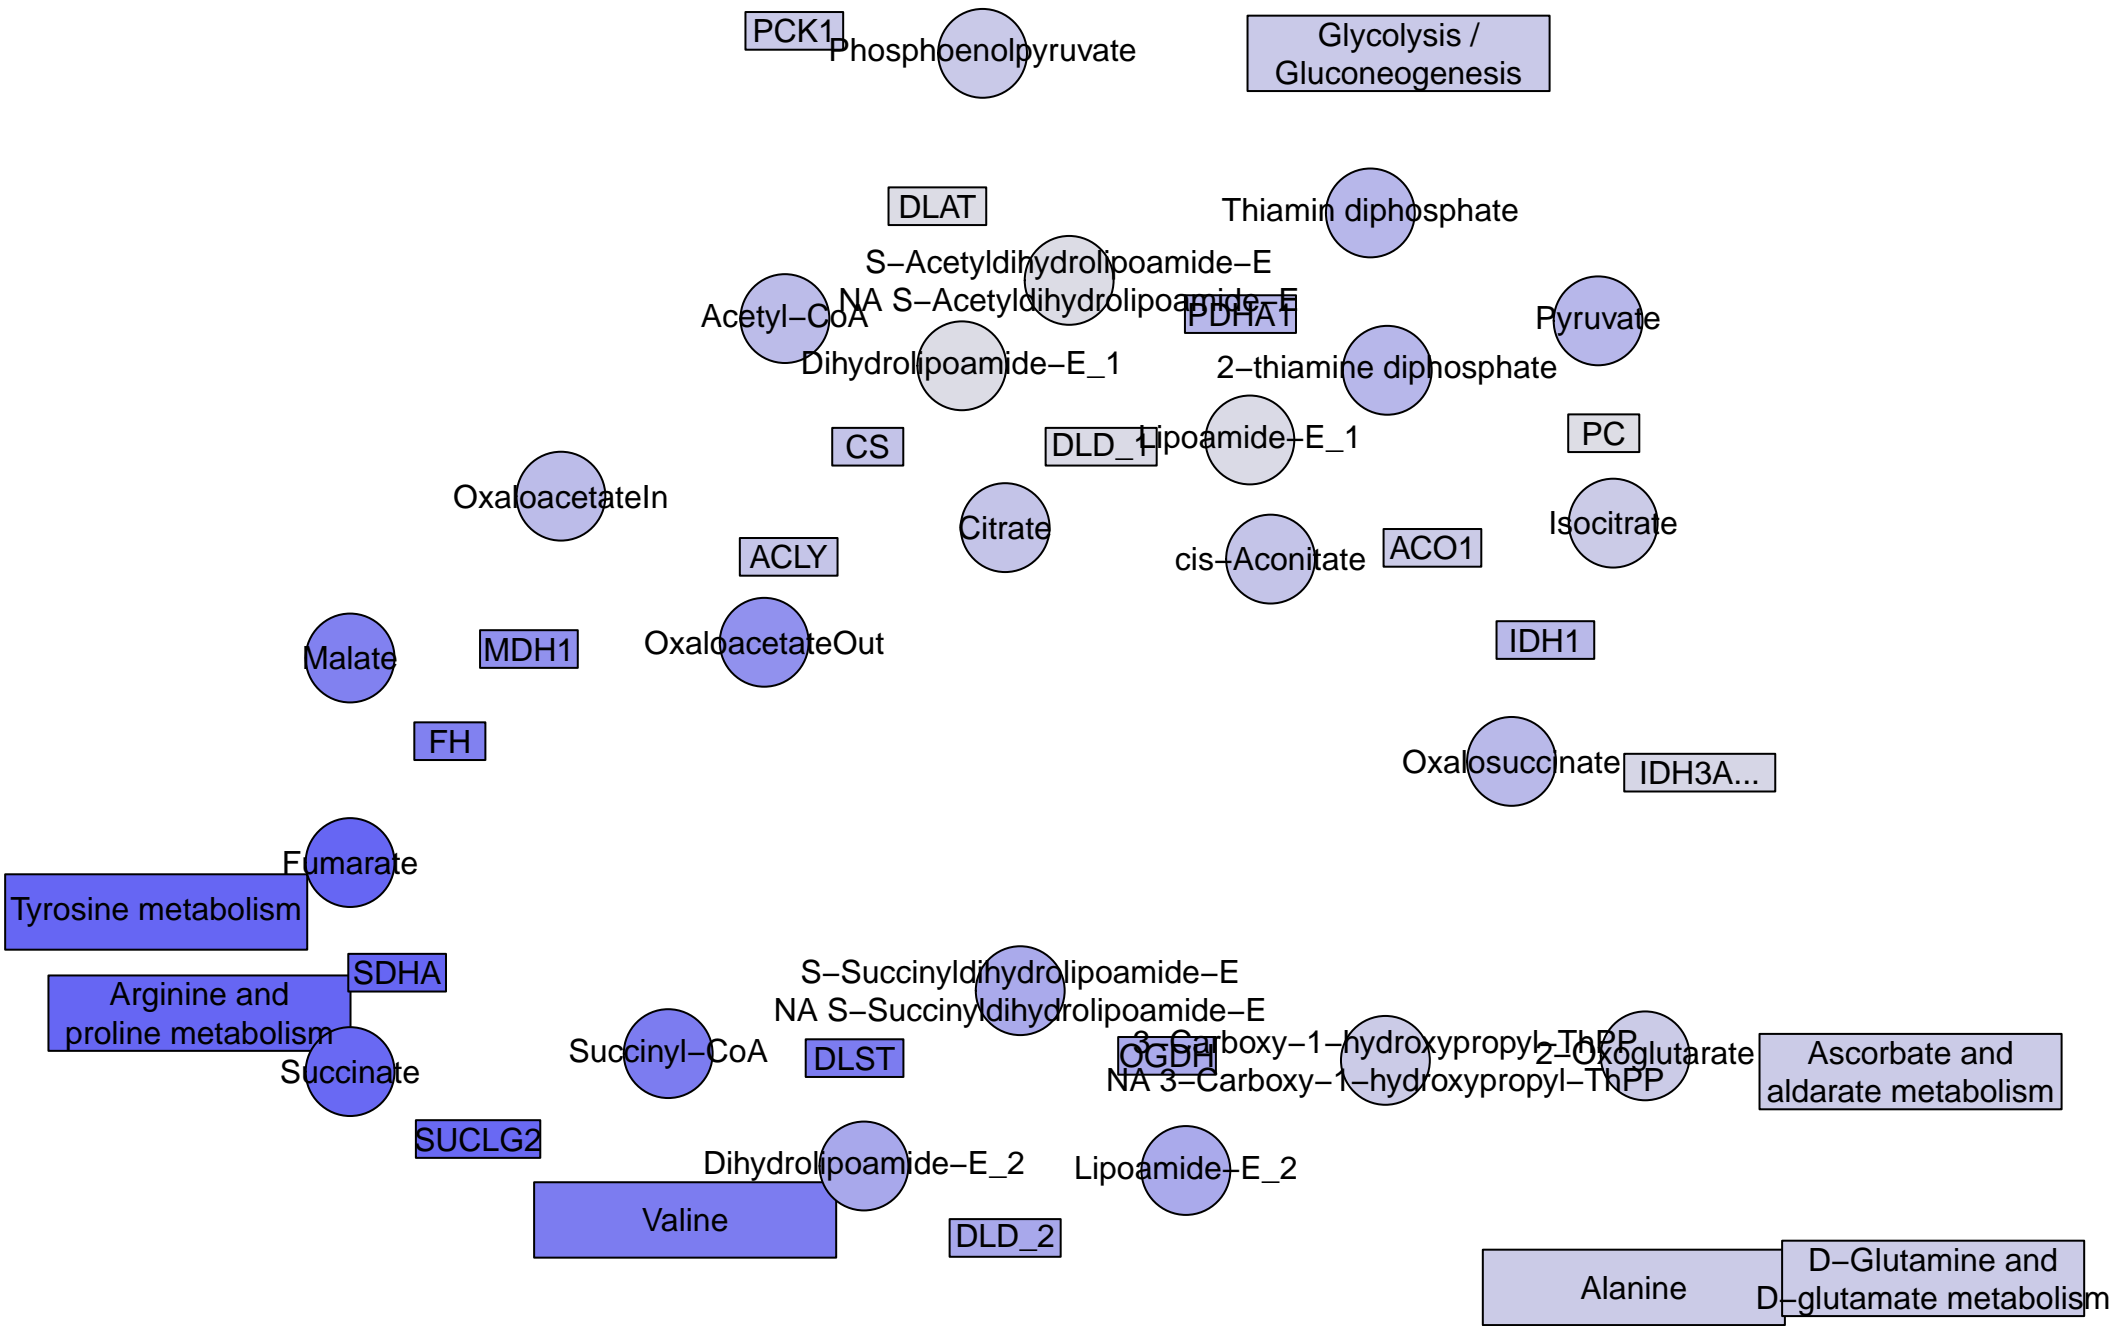 PCK1
Phosphoenolpyruvate
Glycolysis /
Gluconeogenesis
DLAT
Thiamin diphosphate
S−Acetyldihydrolipoamide−E
NA S−Acetyldihydrolipoamide−E
Acetyl−CoA
PDHA1
Pyruvate
Dihydrolipoamide−E_1
2−thiamine diphosphate
CS
DLD_1
Lipoamide−E_1
PC
OxaloacetateIn
Citrate
Isocitrate
ACLY
cis−Aconitate
ACO1
Malate
MDH1
OxaloacetateOut
IDH1
FH
Oxalosuccinate
IDH3A...
Fumarate
Tyrosine metabolism
SDHA
Arginine and
proline metabolism
Succinate
S−Succinyldihydrolipoamide−E
NA S−Succinyldihydrolipoamide−E
Succinyl−CoA
DLST
OGDH
3−Carboxy−1−hydroxypropyl−ThPP
NA 3−Carboxy−1−hydroxypropyl−ThPP
2−Oxoglutarate
Ascorbate and
aldarate metabolism
SUCLG2
Dihydrolipoamide−E_2
Lipoamide−E_2
Valine
DLD_2
Alanine
D−Glutamine and
D−glutamate metabolism